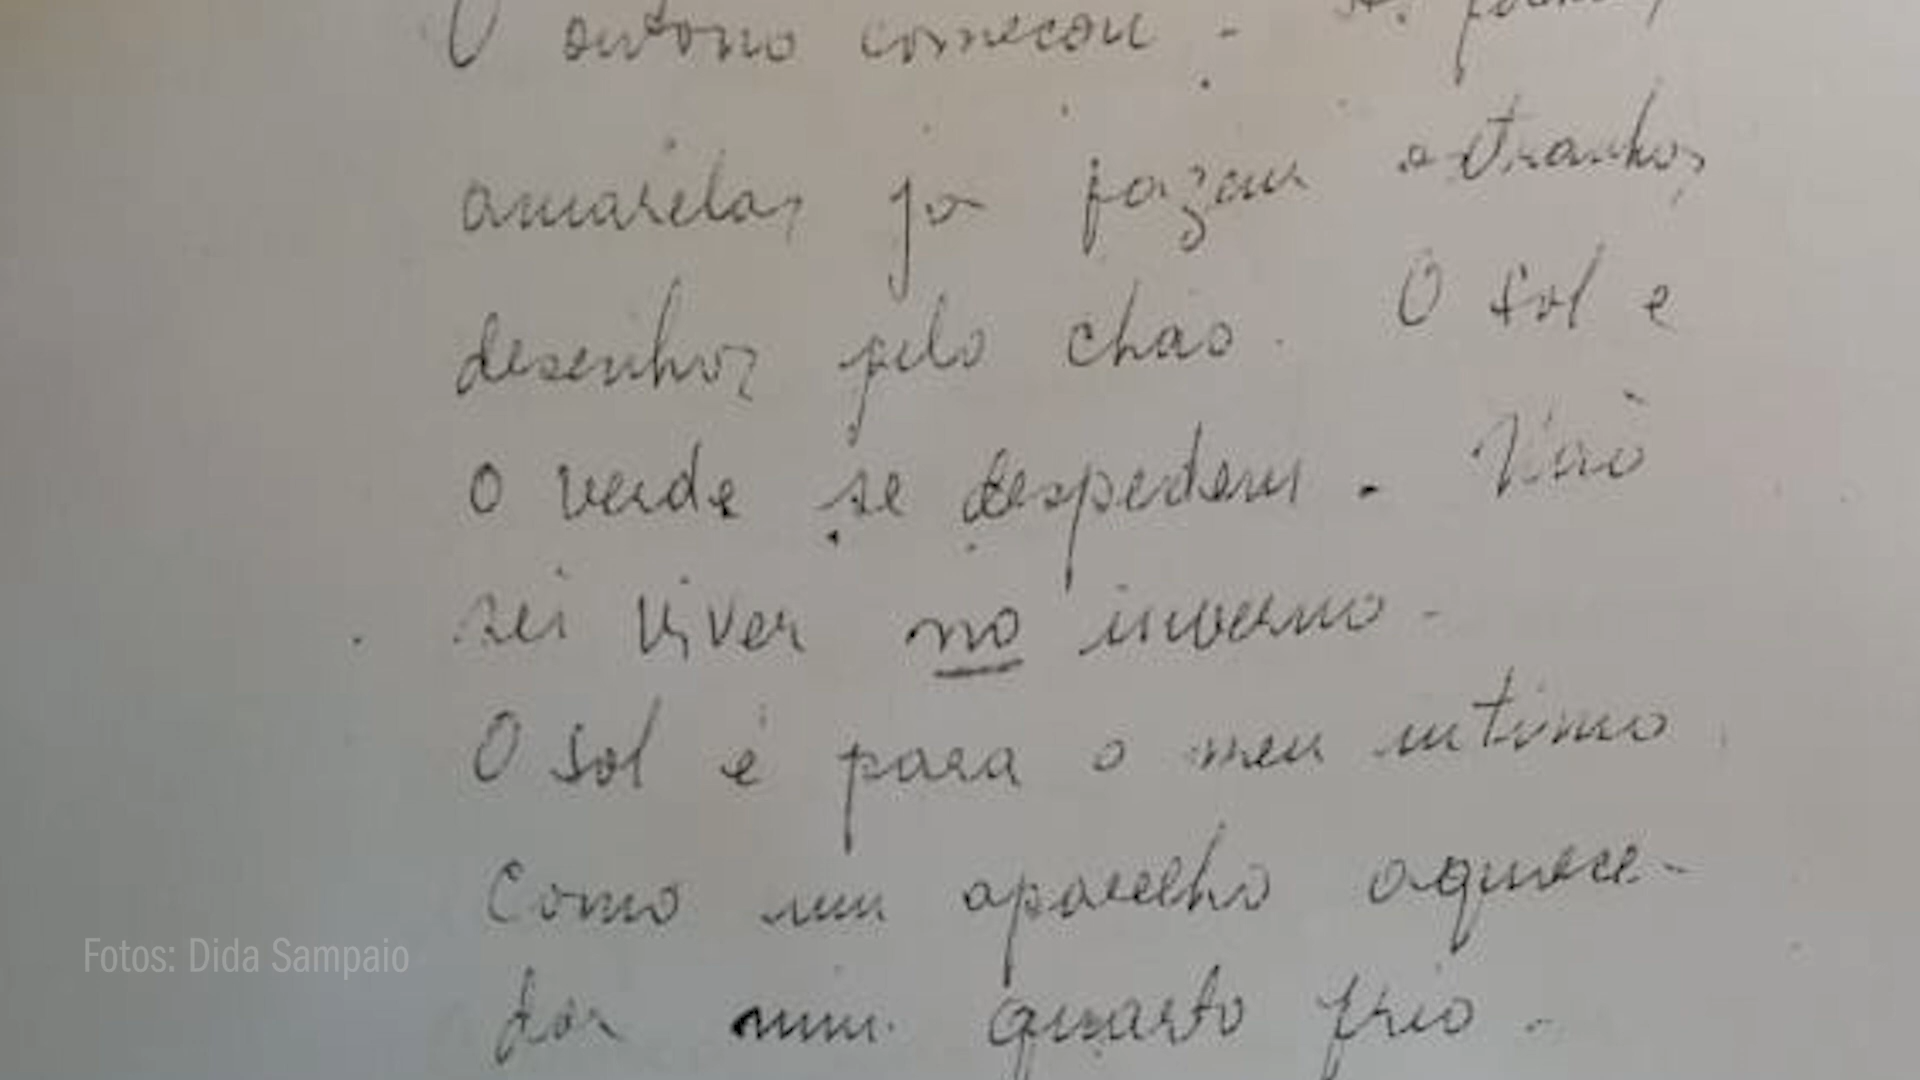 O outono começou. As folhas
amarelas já fazem estranhos
desenhos pelo chão. O sol e
o verde se despedem. Não
sei viver no inverno.
O sol é para o meu intimo
Como um aparelho aquece-
dor num quarto frio.
Fotos: Dida Sampaio